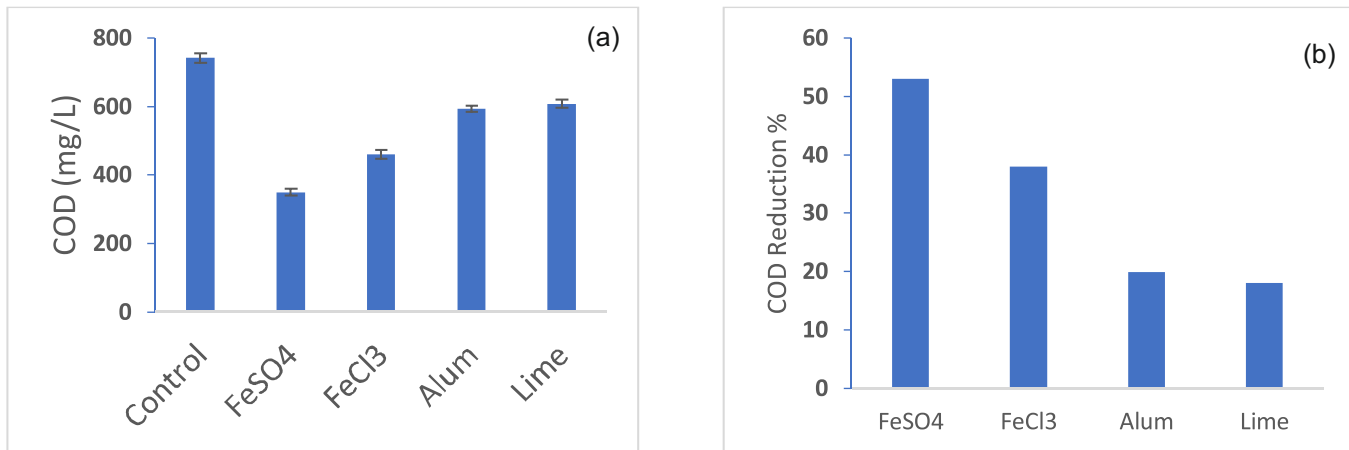 (a)
COD (mg/L)
800
600
400
200
0
Control
FeSO4
FeCl3
Alum
Lime
(b)
COD Reduction %
60
50
40
30
20
10
0
FeSO4
FeCl3
Alum
Lime